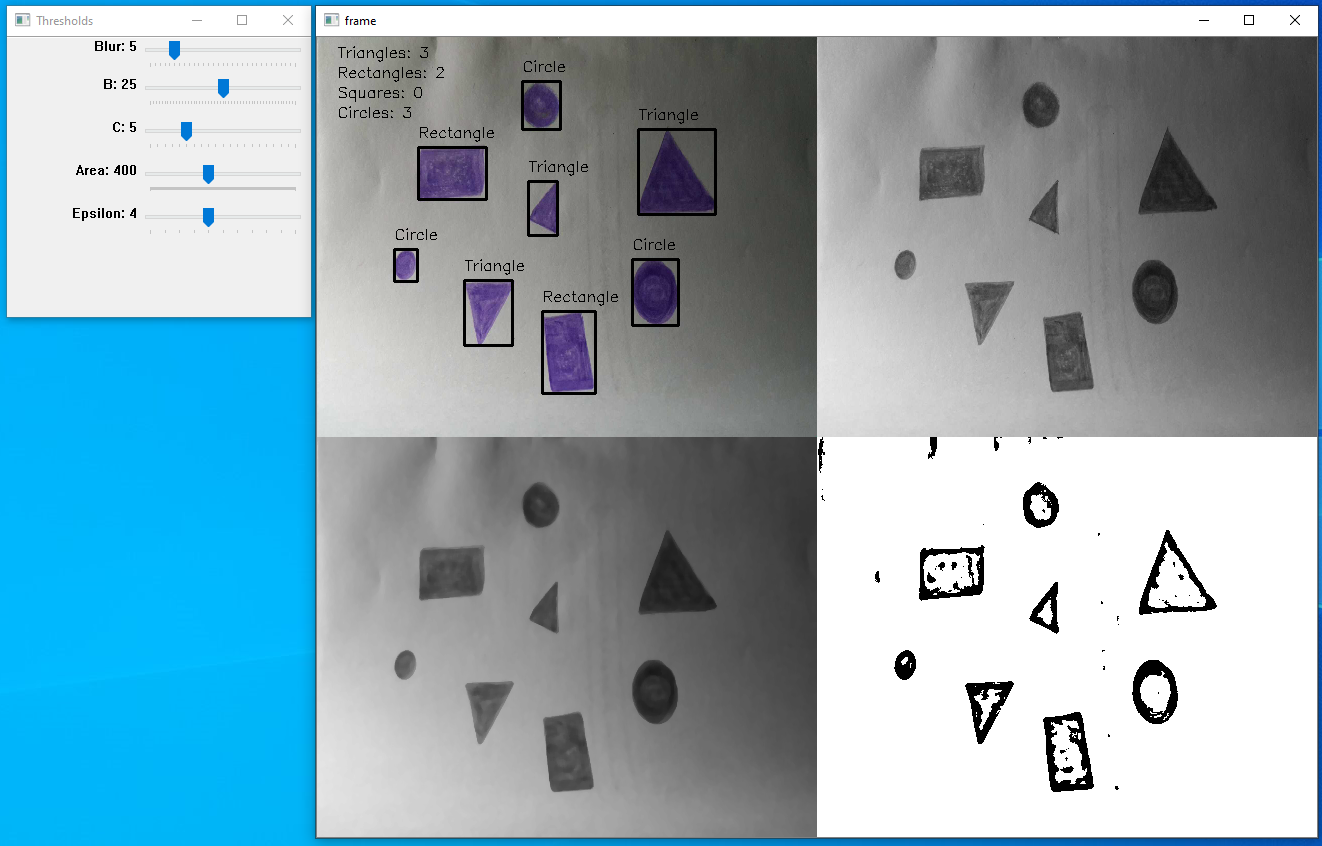 Thresholds
Blur: 5
B: 25
C: 5
Area: 400
Epsilon: 4
frame
Triangles: 3
Rectangles: 2
Squares: 0
Circles: 3
Circle
Triangle
Rectangle
Triangle
Circle
Circle
Triangle
Rectangle